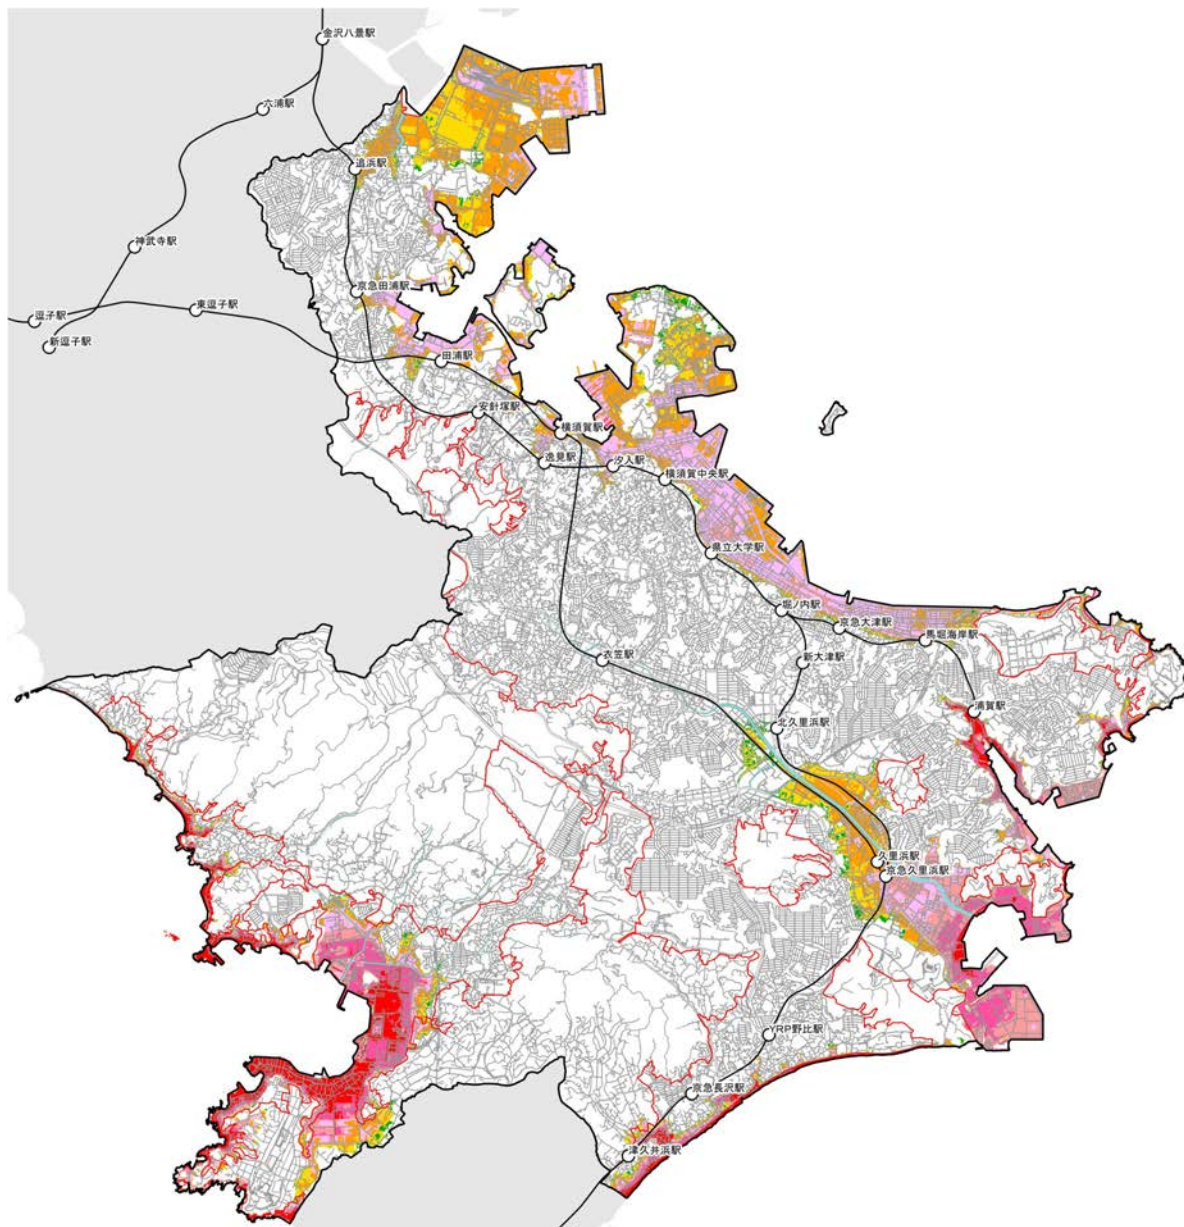 金沢八景駅
六浦駅
追浜駅
神武寺駅
京急田浦駅
東逗子駅
逗子駅
新逗子駅
田浦駅
安針塚駅
横須賀駅
逸見駅
汐入駅
横須賀中央駅
県立大学駅
堀ノ内駅
京急大津駅
馬堀海岸駅
衣笠駅
新大津駅
浦賀駅
北久里浜駅
久里浜駅
京急久里浜駅
YRP野比駅
京急長沢駅
津久井浜駅